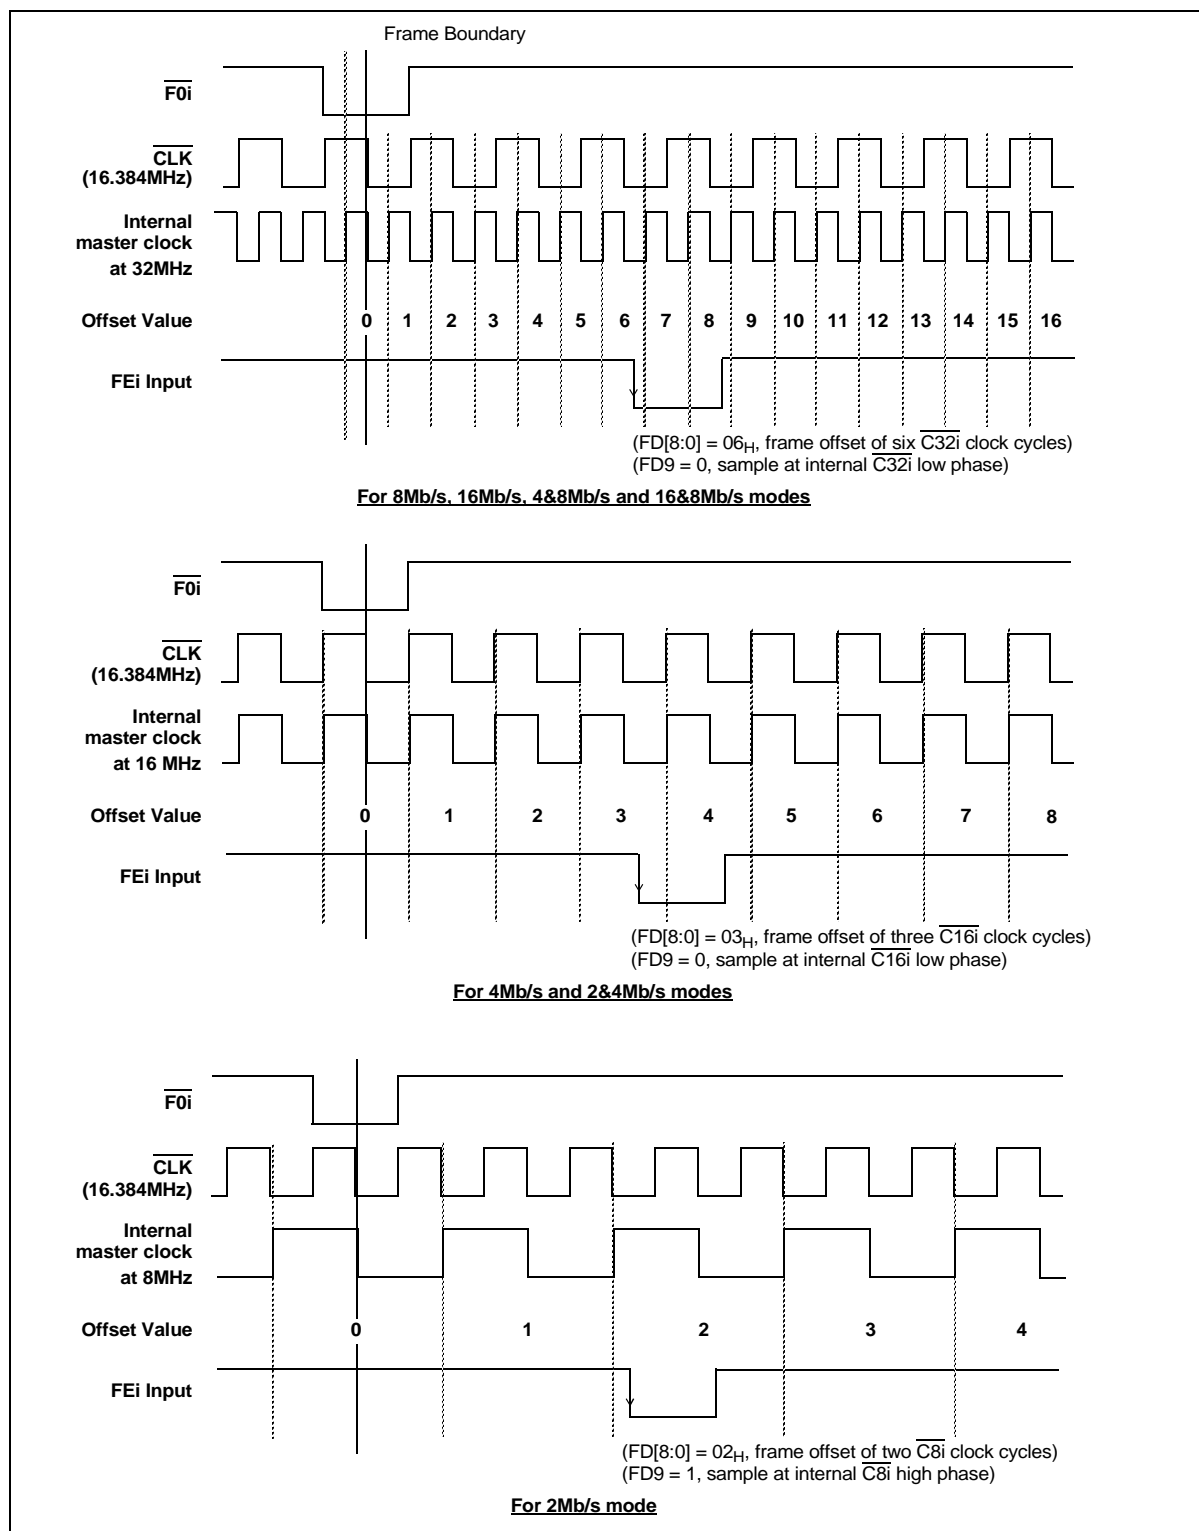 Frame Boundary
F0i
CLK
(16.384MHz)
Internal
master clock
at 32MHz
Offset Value 0 1 2 3 4 5 6 7 8 9 10 11 12 13 14 15 16
FEi Input
(FD[8:0] = 06H, frame offset of six C32i clock cycles)
(FD9 = 0, sample at internal C32i low phase)
For 8Mb/s, 16Mb/s, 4&8Mb/s and 16&8Mb/s modes
F0i
CLK
(16.384MHz)
Internal
master clock
at 16 MHz
Offset Value 0 1 2 3 4 5 6 7 8
FEi Input
(FD[8:0] = 03H, frame offset of three C16i clock cycles)
(FD9 = 0, sample at internal C16i low phase)
For 4Mb/s and 2&4Mb/s modes
F0i
CLK
(16.384MHz)
Internal
master clock
at 8MHz
Offset Value 0 1 2 3 4
FEi Input
(FD[8:0] = 02H, frame offset of two C8i clock cycles)
(FD9 = 1, sample at internal C8i high phase)
For 2Mb/s mode